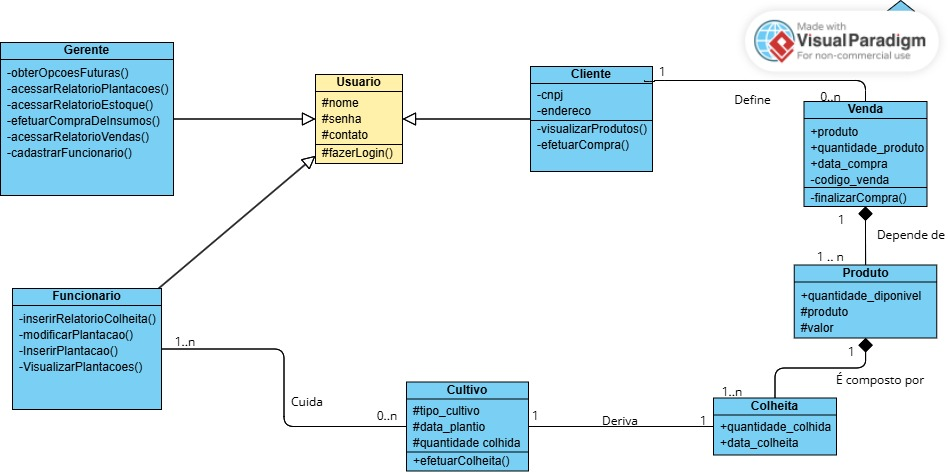 Made with
Visual Paradigm
For non-commercial use
Gerente
-obterOpcoesFuturas()
-acessarRelatorioPlantacoes()
-acessarRelatorioEstoque()
-efetuarCompraDeInsumos()
-acessarRelatorioVendas()
-cadastrarFuncionario()
Usuario
#nome
#senha
#contato
#fazerLogin()
Cliente
-cnpj
-endereco
-visualizarProdutos()
-efetuarCompra()
1
Define
0..n
Venda
+produto
+quantidade_produto
+data_compra
-codigo_venda
-finalizarCompra()
1
Depende de
1 .. n
Produto
+quantidade_diponivel
#produto
#valor
1
É composto por
1..n
Colheita
+quantidade_colhida
+data_colheita
Funcionario
-inserirRelatorioColheita()
-modificarPlantacao()
-InserirPlantacao()
-VisualizarPlantacoes()
1..n
Cuida
0..n
Cultivo
#tipo_cultivo
#data_plantio
#quantidade colhida
+efetuarColheita()
1
Deriva
1